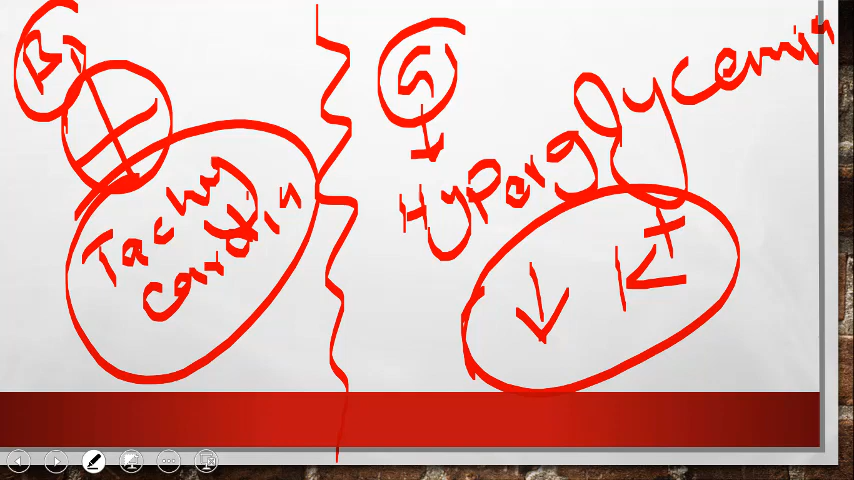 B
Tachy
cardia
S
Hyperglycemia
↓ K+